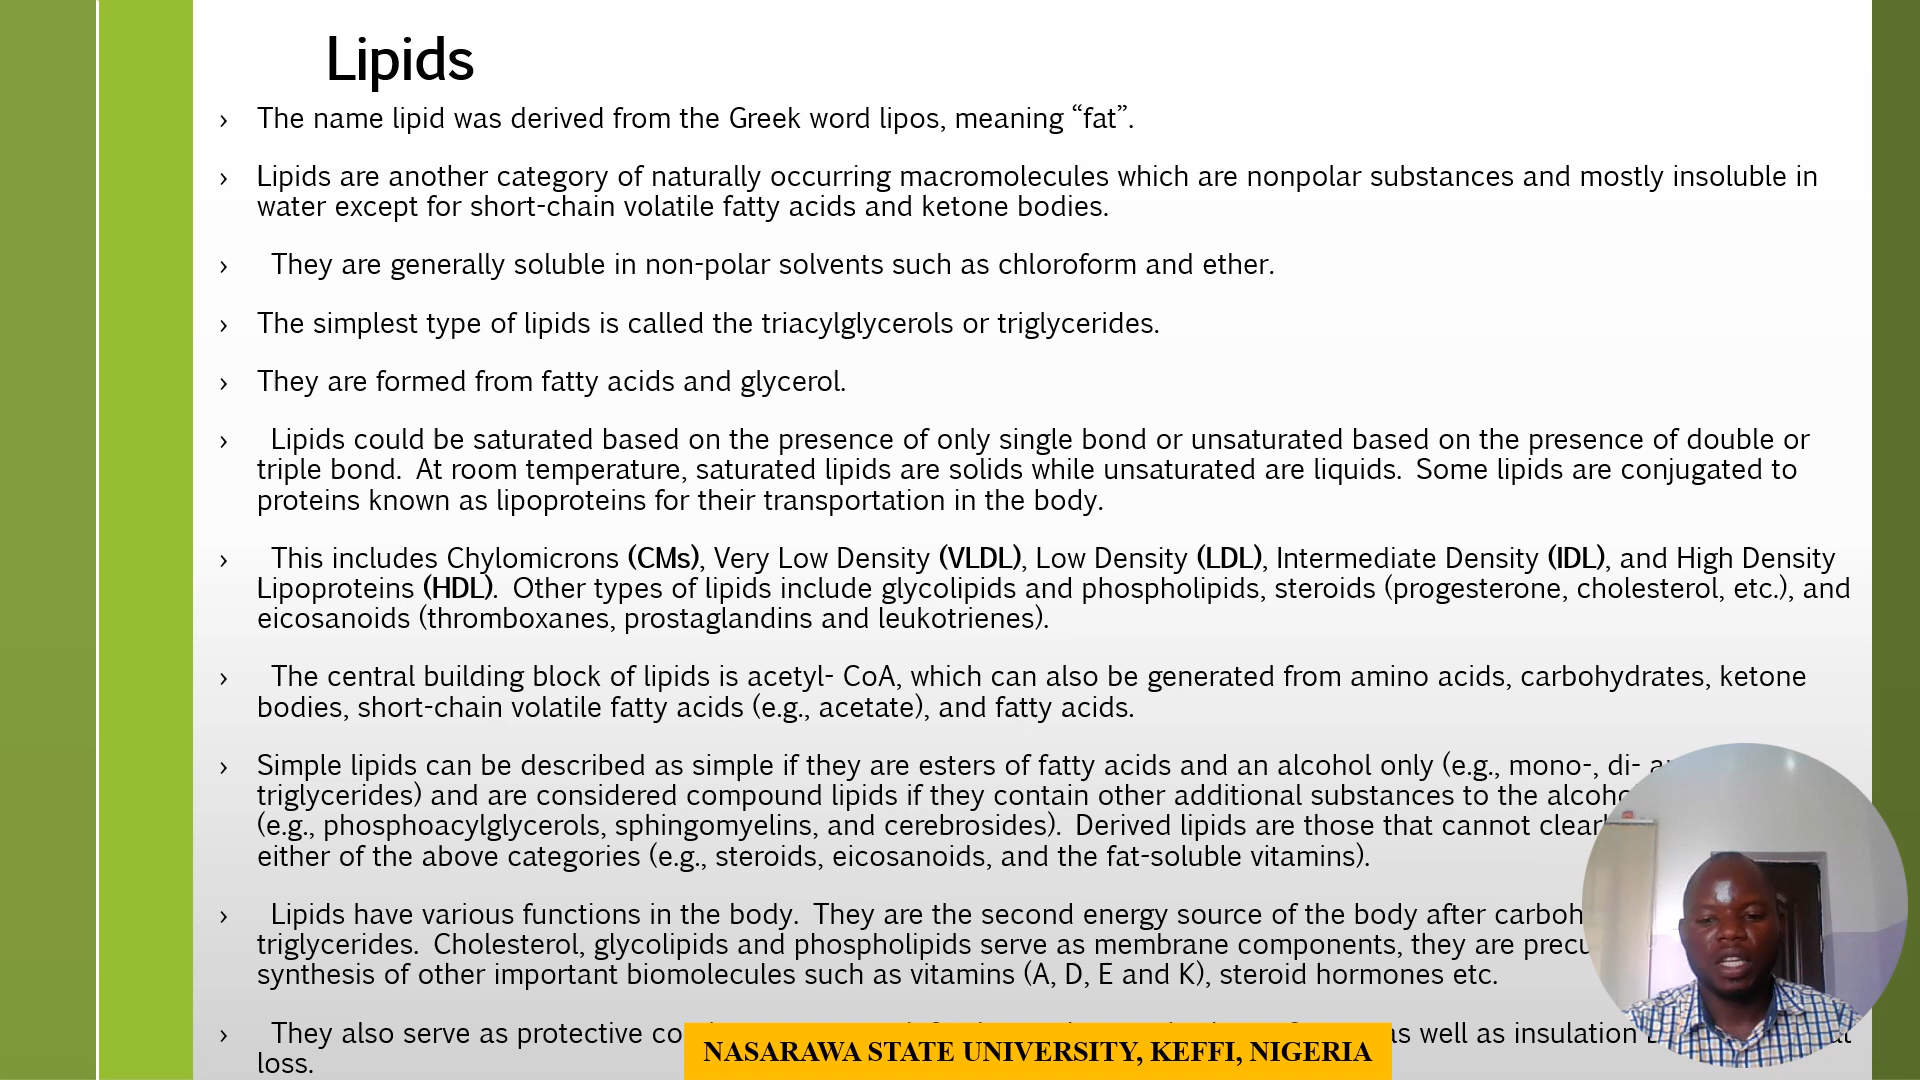 Lipids
› The name lipid was derived from the Greek word lipos, meaning “fat”.
› Lipids are another category of naturally occurring macromolecules which are nonpolar substances and mostly insoluble in
water except for short-chain volatile fatty acids and ketone bodies.
› They are generally soluble in non-polar solvents such as chloroform and ether.
› The simplest type of lipids is called the triacylglycerols or triglycerides.
› They are formed from fatty acids and glycerol.
› Lipids could be saturated based on the presence of only single bond or unsaturated based on the presence of double or
triple bond. At room temperature, saturated lipids are solids while unsaturated are liquids. Some lipids are conjugated to
proteins known as lipoproteins for their transportation in the body.
› This includes Chylomicrons (CMs), Very Low Density (VLDL), Low Density (LDL), Intermediate Density (IDL), and High Density
Lipoproteins (HDL). Other types of lipids include glycolipids and phospholipids, steroids (progesterone, cholesterol, etc.), and
eicosanoids (thromboxanes, prostaglandins and leukotrienes).
› The central building block of lipids is acetyl- CoA, which can also be generated from amino acids, carbohydrates, ketone
bodies, short-chain volatile fatty acids (e.g., acetate), and fatty acids.
› Simple lipids can be described as simple if they are esters of fatty acids and an alcohol only (e.g., mono-, di-
triglycerides) and are considered compound lipids if they contain other additional substances to the
(e.g., phosphoacylglycerols, sphingomyelins, and cerebrosides). Derived lipids are those that cannot
either of the above categories (e.g., steroids, eicosanoids, and the fat-soluble vitamins).
› Lipids have various functions in the body. They are the second energy source of the body after
triglycerides. Cholesterol, glycolipids and phospholipids serve as membrane components, they are
synthesis of other important biomolecules such as vitamins (A, D, E and K), steroid hormones etc.
› They also serve as protective as well as insulation
loss.
NASARAWA STATE UNIVERSITY, KEFFI, NIGERIA